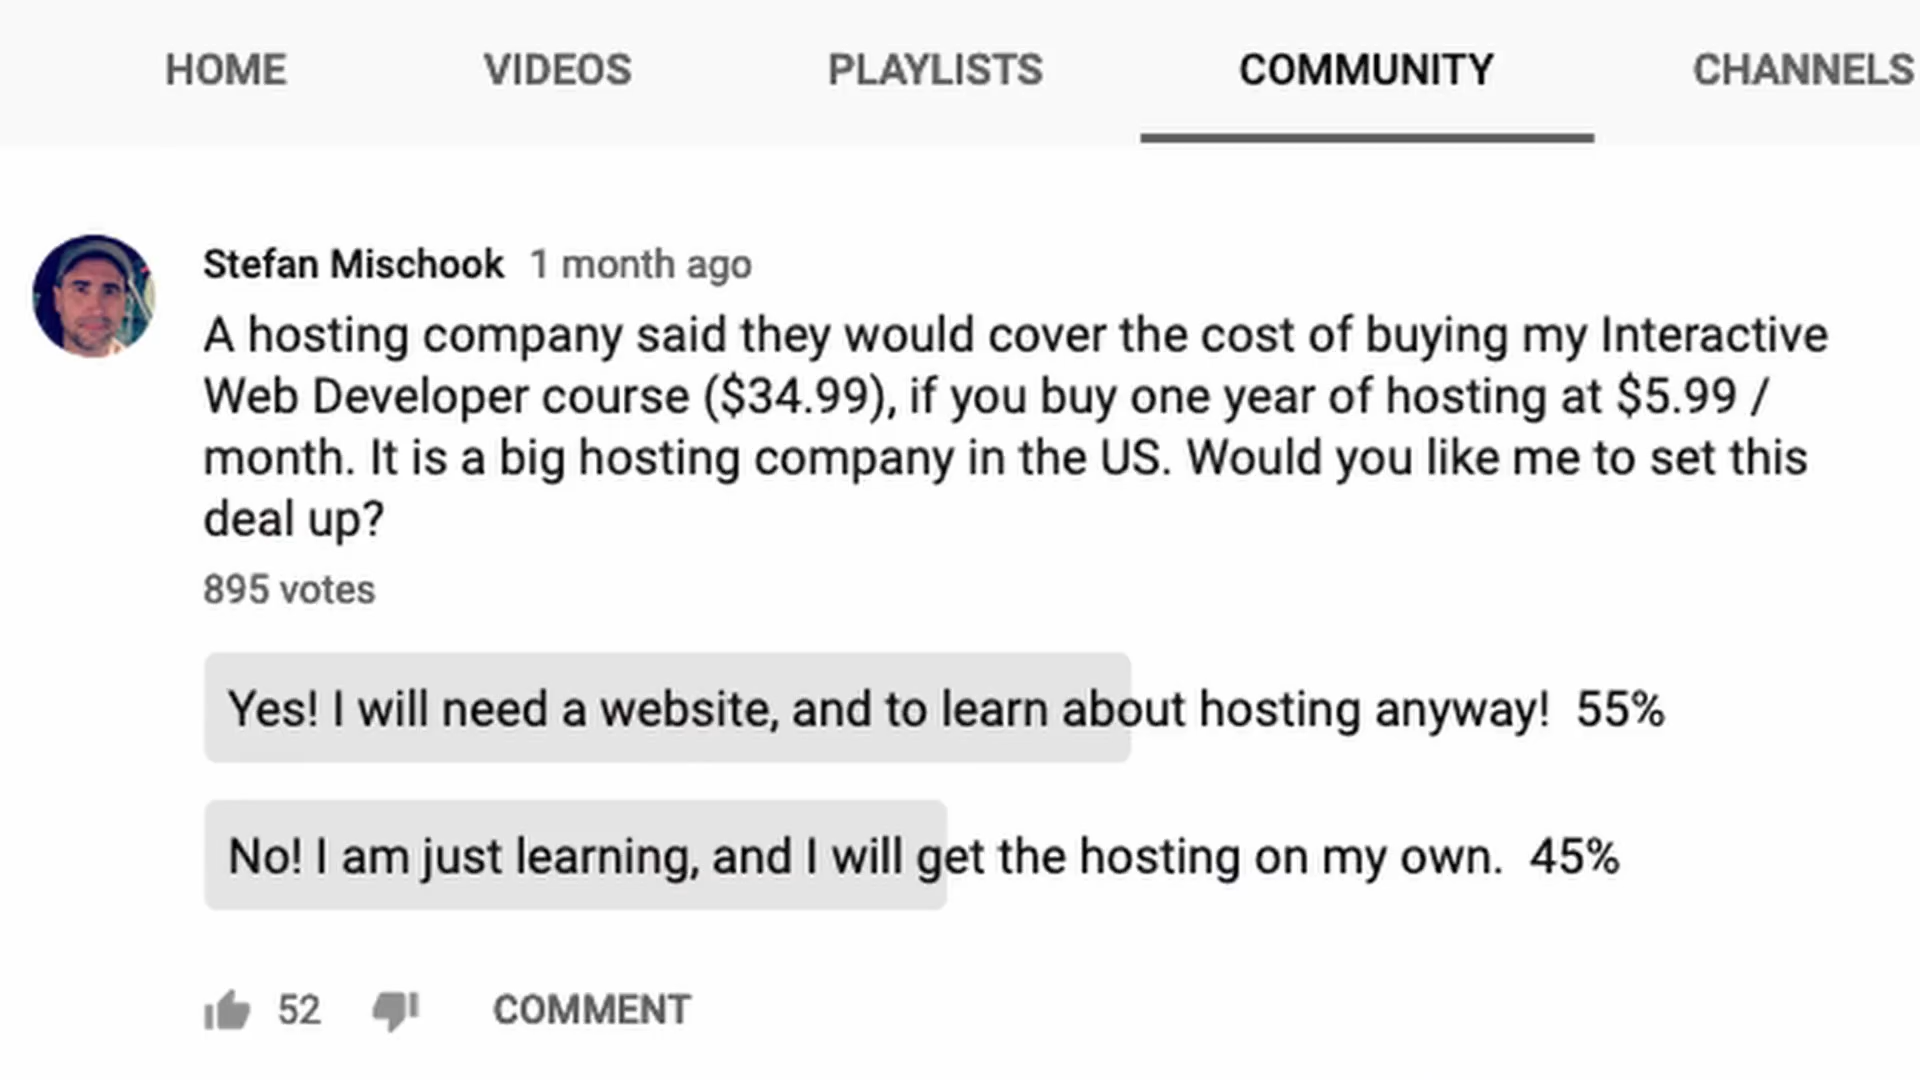 HOME VIDEOS PLAYLISTS COMMUNITY CHANNELS
Stefan Mischook 1 month ago
A hosting company said they would cover the cost of buying my Interactive
Web Developer course ($34.99), if you buy one year of hosting at $5.99 /
month. It is a big hosting company in the US. Would you like me to set this
deal up?
895 votes
Yes! I will need a website, and to learn about hosting anyway! 55%
No! I am just learning, and I will get the hosting on my own. 45%
52 COMMENT